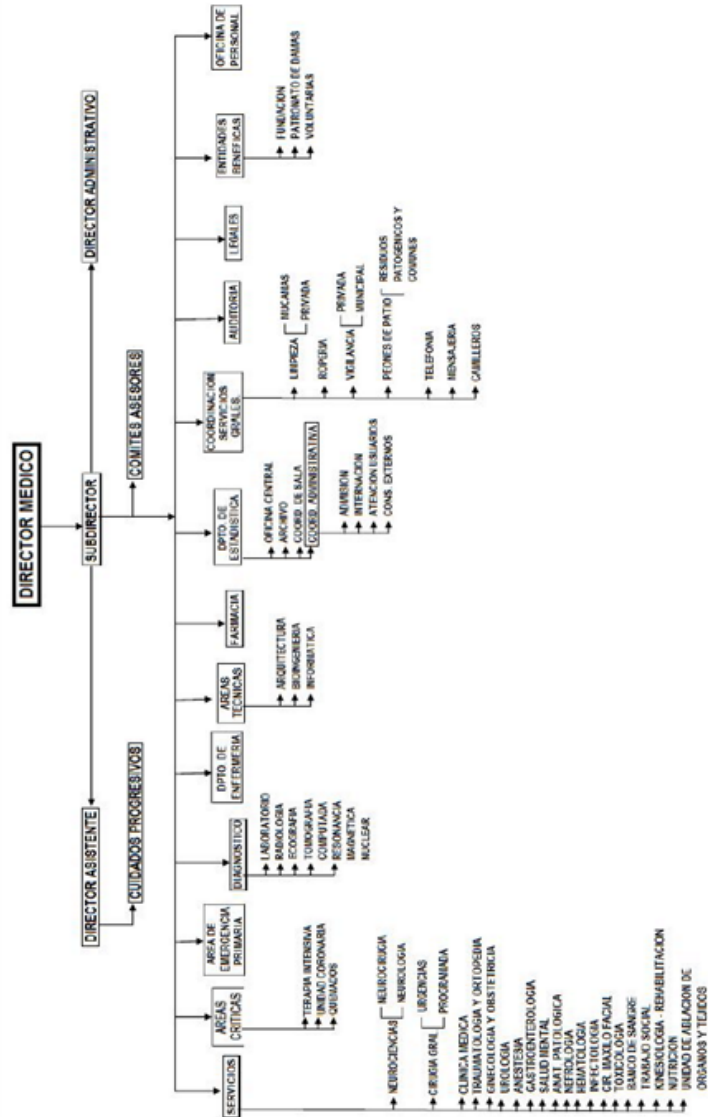 DIRECTOR MEDICO
SUBDIRECTOR
DIRECTOR ASISTENTE
DIRECTOR ADMINISTRATIVO
CUIDADOS PROGRESIVOS
COMITES ASESORES
SERVICIOS
AREAS
CRITICAS
AREA DE
EMERGENCIA
PRIMARIA
DIAGNOSTICO
DPTO. DE
ENFERMERIA
AREAS
TECNICAS
FARMACIA
DPTO. DE
ESTADISTICA
COORDINACION
SERVICIOS
GRALES.
AUDITORIA
LEGALES
ENTIDADES
BENEFICAS
OFICINA DE
PERSONAL
NEUROCIENCIAS
NEUROCIRUGIA
NEUROLOGIA
CIRUGIA GRAL
URGENCIAS
PROGRAMADA
CLINICA MEDICA
TRAUMATOLOGIA Y ORTOPEDIA
GINECOLOGIA Y OBSTETRICIA
UROLOGIA
ANESTESIA
GASTROENTEROLOGIA
SALUD MENTAL
ANAT. PATOLOGICA
NEFROLOGIA
HEMATOLOGIA
INFECTOLOGIA
CIR. MAXILO FACIAL
TOXICOLOGIA
BANCO DE SANGRE
TRABAJO SOCIAL
KINESIOLOGIA - REHABILITACION
NUTRICION
UNIDAD DE ABLACION DE
ORGANOS Y TEJIDOS
TERAPIA INTENSIVA
UNIDAD CORONARIA
QUEMADOS
LABORATORIO
RADIOLOGIA
ECOGRAFIA
TOMOGRAFIA
COMPUTADA
RESONANCIA
MAGNETICA
NUCLEAR
ARQUITECTURA
BIOINGENIERIA
INFORMATICA
OFICINA CENTRAL
ARCHIVO
COORD. DE SALA
COORD. ADMINISTRATIVA
ADMISION
INTERNACION
ATENCION USUARIOS
CONS. EXTERNOS
LIMPIEZA
MUCAMAS
PRIVADA
ROPERIA
VIGILANCIA
PRIVADA
MUNICIPAL
PEONES DE PATIO
RESIDUOS
PATOGENICOS Y
COMUNES
TELEFONIA
MENSAJERIA
CAMILLEROS
FUNDACION
PATRONATO DE DAMAS
VOLUNTARIAS